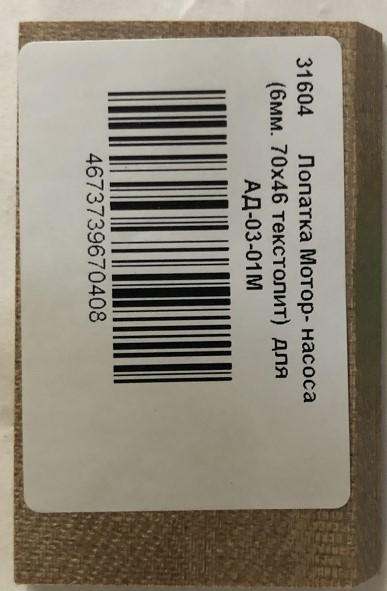 31604 Лопатка Мотор- насоса
(6мм. 70х46 текстолит) для
АД-03-01М
4673739670408